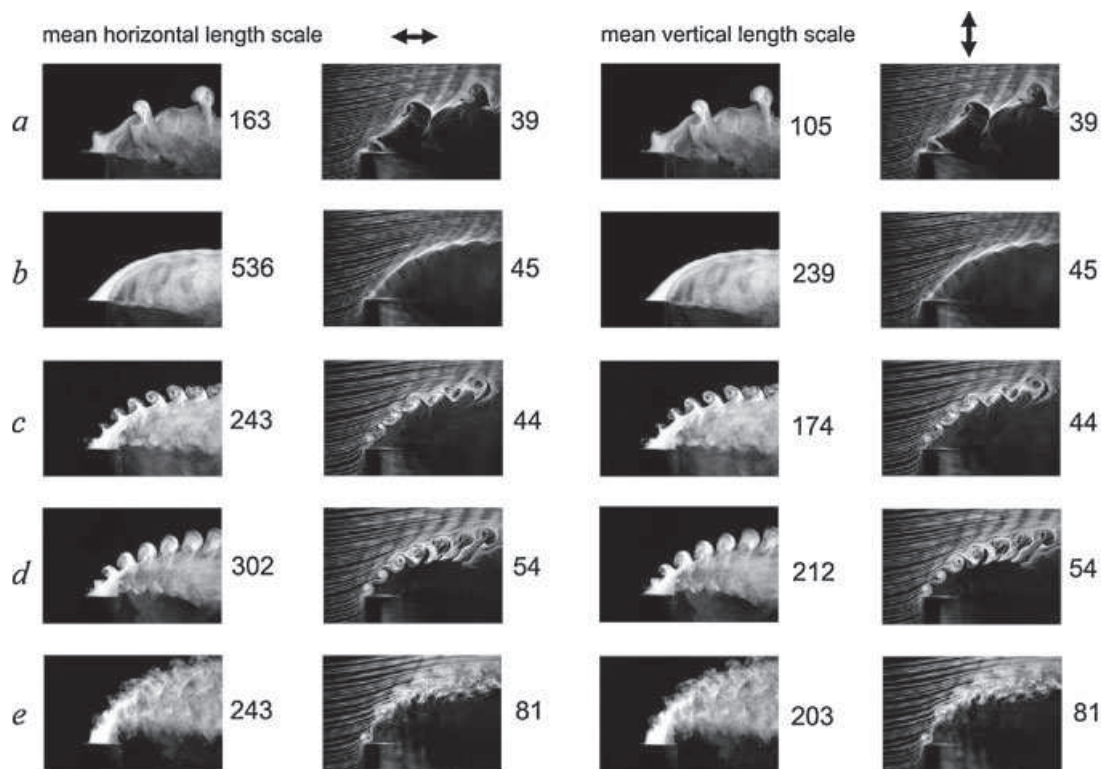 mean horizontal length scale mean vertical length scale
a 163 39 105 39
b 536 45 239 45
c 243 44 174 44
d 302 54 212 54
e 243 81 203 81